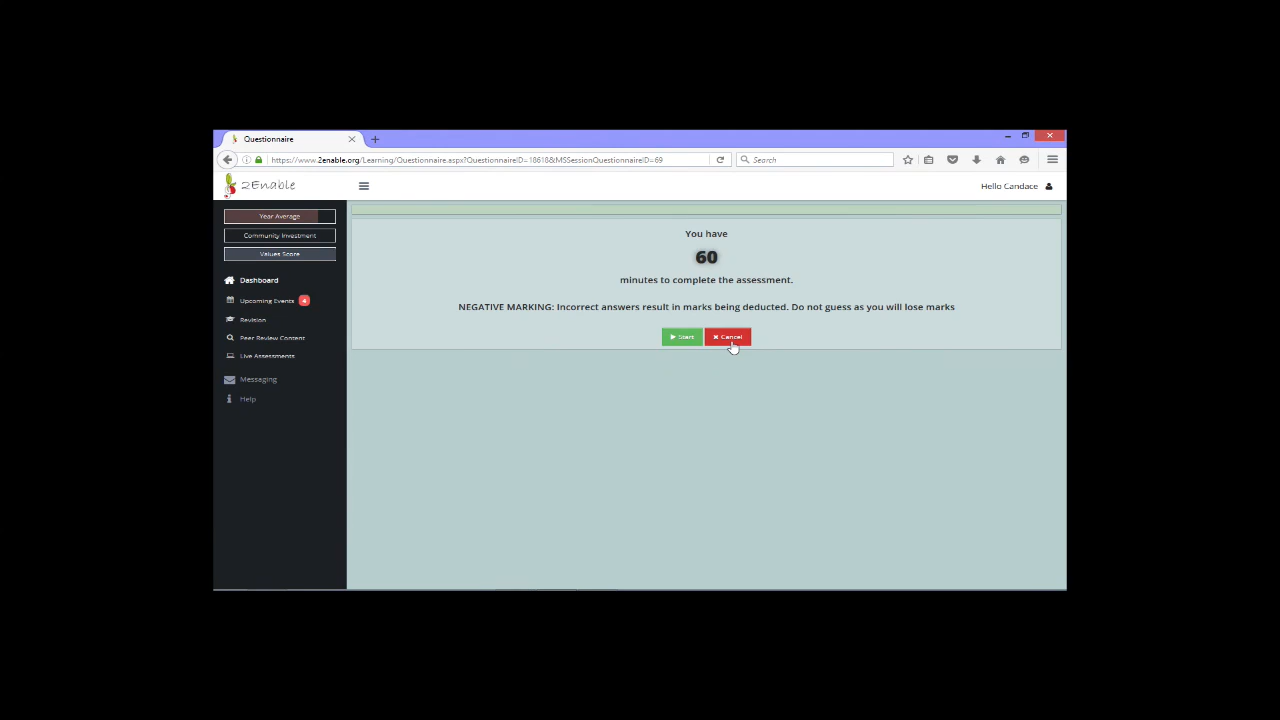 Questionnaire
https://www.2enable.org/Learning/Questionnaire.aspx?QuestionnaireID=18618&MSSessionQuestionnaireID=69
Search
2Enable
Hello Candace
Year Average
Community Investment
Values Score
Dashboard
Upcoming Events 4
Revision
Peer Review Content
Live Assessments
Messaging
Help
You have
60
minutes to complete the assessment.
NEGATIVE MARKING: Incorrect answers result in marks being deducted. Do not guess as you will lose marks
Start
Cancel